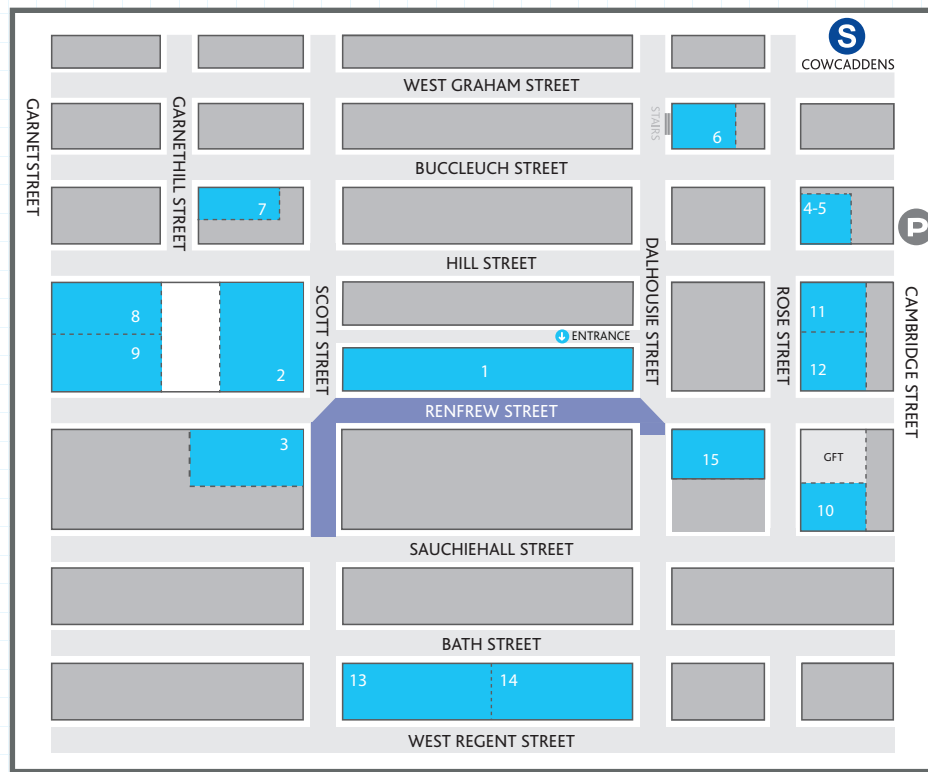 S
COWCADDENS
WEST GRAHAM STREET
GARNETSTREET
GARNETHILL STREET
STAIRS
6
BUCCLEUCH STREET
7
4-5
P
HILL STREET
DALHOUSIE STREET
SCOTT STREET
ROSE STREET
CAMBRIDGE STREET
8
11
ENTRANCE
9
2
1
12
RENFREW STREET
3
15
GFT
10
SAUCHIEHALL STREET
BATH STREET
13
14
WEST REGENT STREET